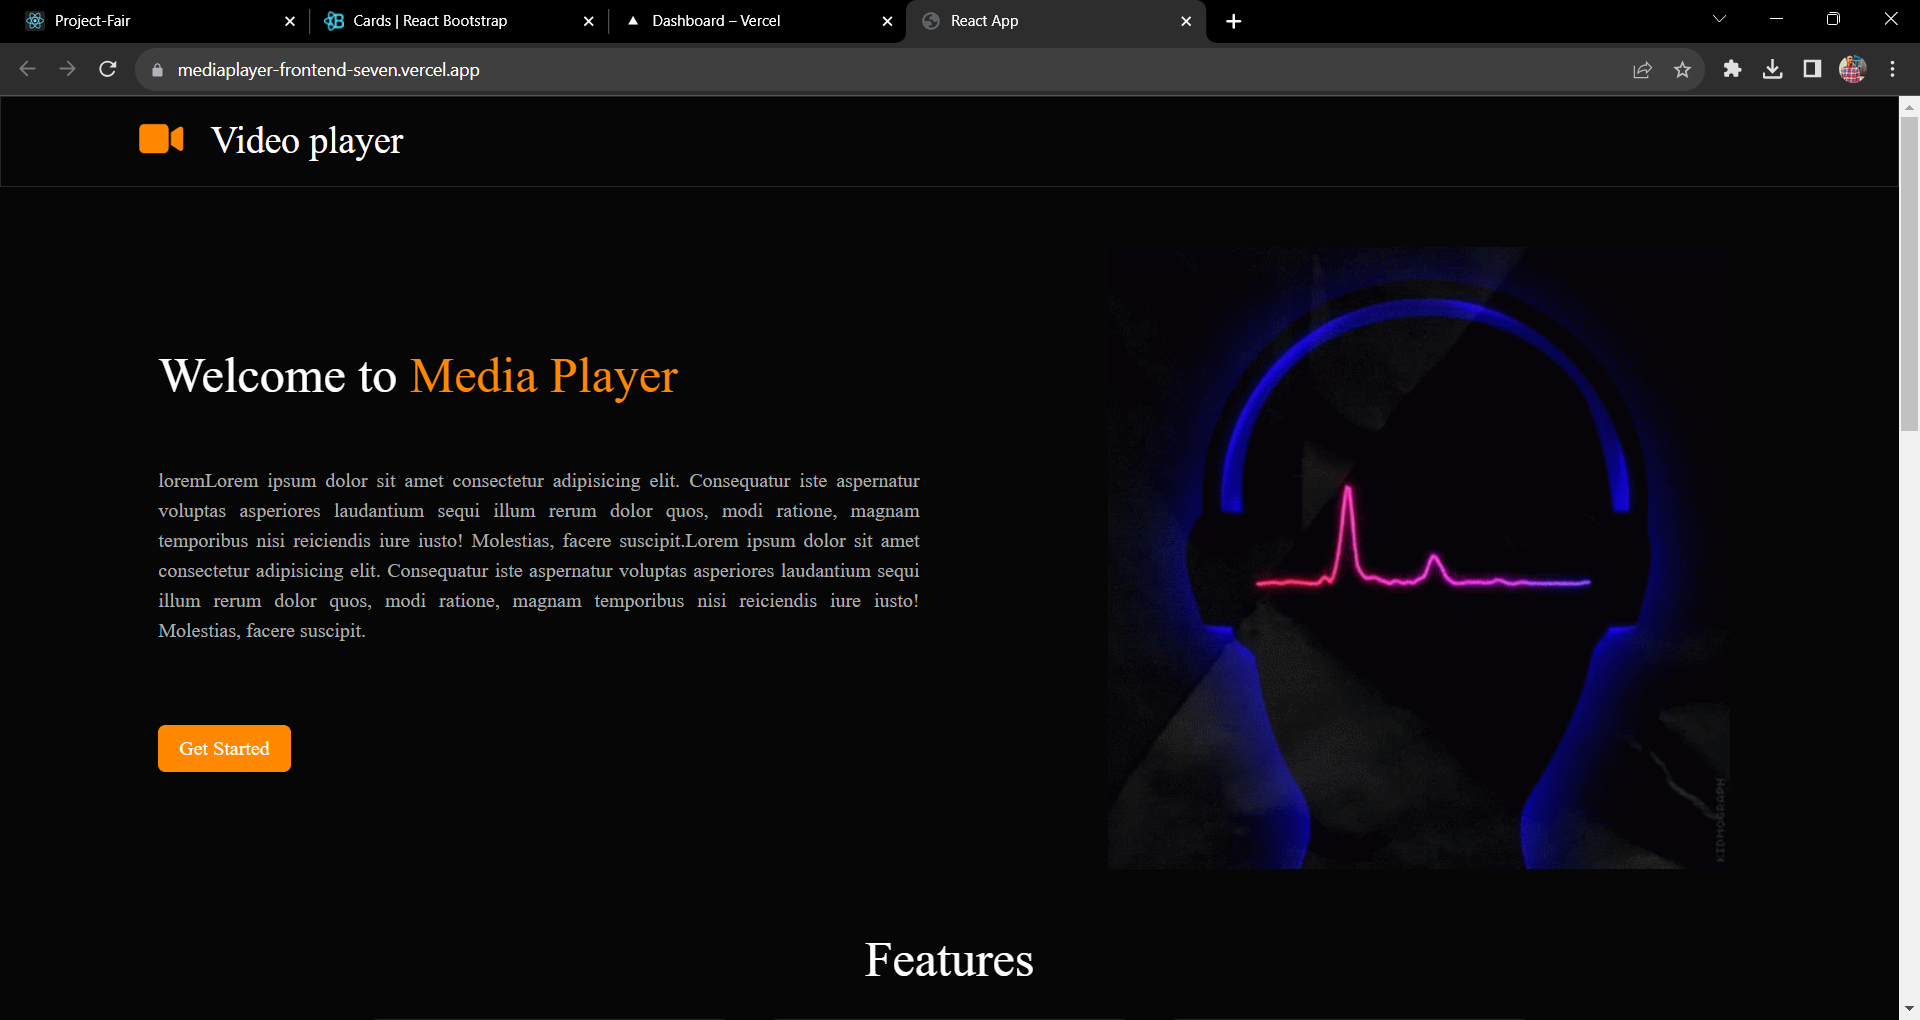 Project-Fair
Cards | React Bootstrap
Dashboard – Vercel
React App
mediaplayer-frontend-seven.vercel.app
Video player
Welcome to Media Player
loremLorem ipsum dolor sit amet consectetur adipisicing elit. Consequatur iste aspernatur
voluptas asperiores laudantium sequi illum rerum dolor quos, modi ratione, magnam
temporibus nisi reiciendis iure iusto! Molestias, facere suscipit.Lorem ipsum dolor sit amet
consectetur adipisicing elit. Consequatur iste aspernatur voluptas asperiores laudantium sequi
illum rerum dolor quos, modi ratione, magnam temporibus nisi reiciendis iure iusto!
Molestias, facere suscipit.
Get Started
KIDMOGRAPH
Features